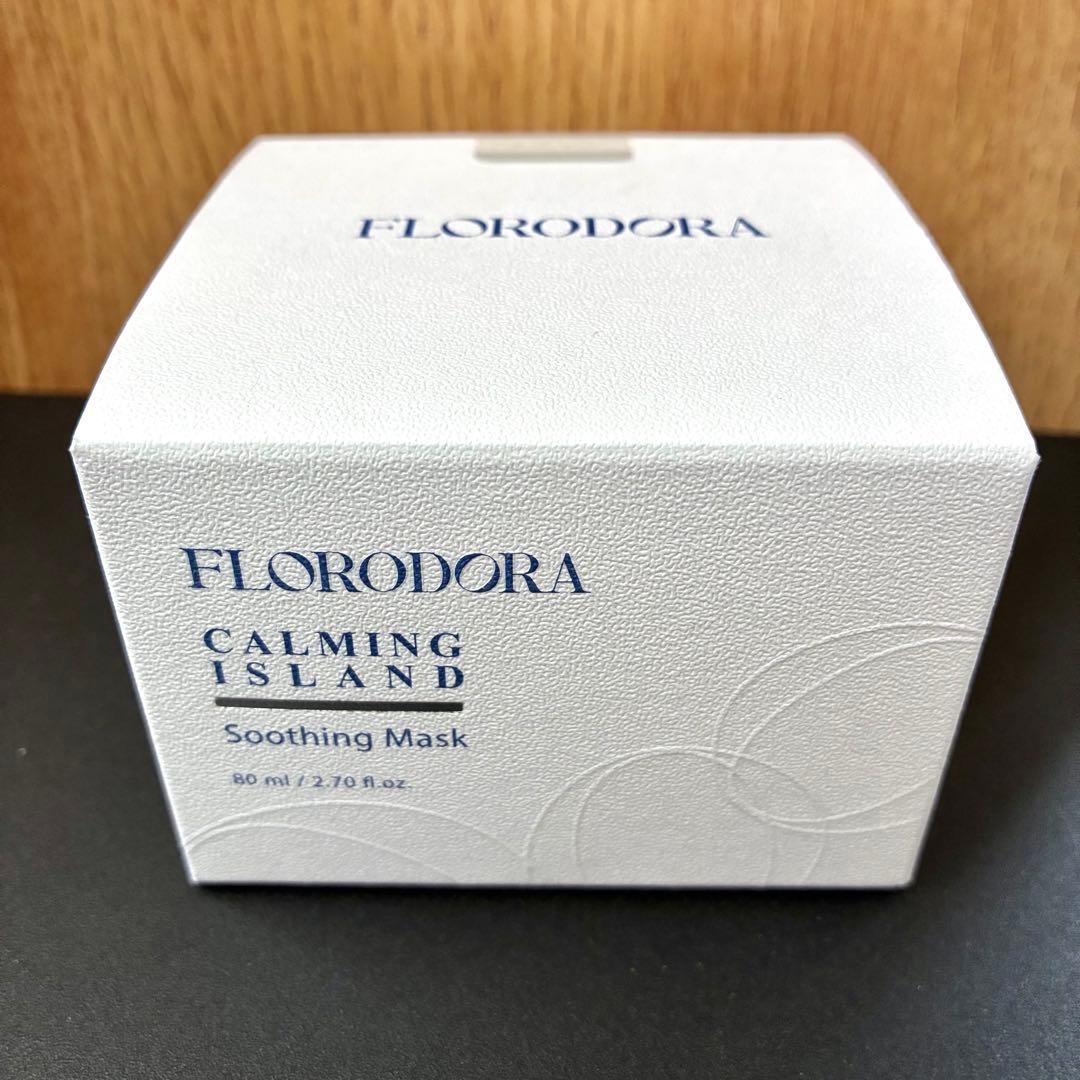 FLORODORA
FLORODORA
CALMING
ISLAND
Soothing Mask
80 ml / 2.70 fl.oz.